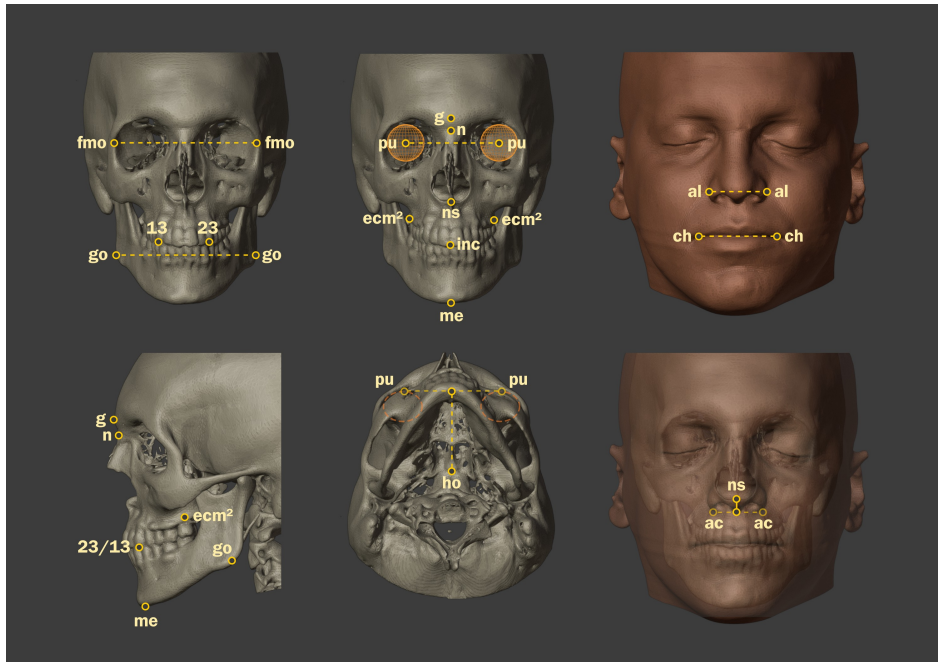 fmo fmo
13 23
go go
g
n
pu pu
ns
ecm² ecm²
inc
me
al al
ch ch
g
n
ecm²
23/13
go
me
pu pu
ho
ns
ac ac